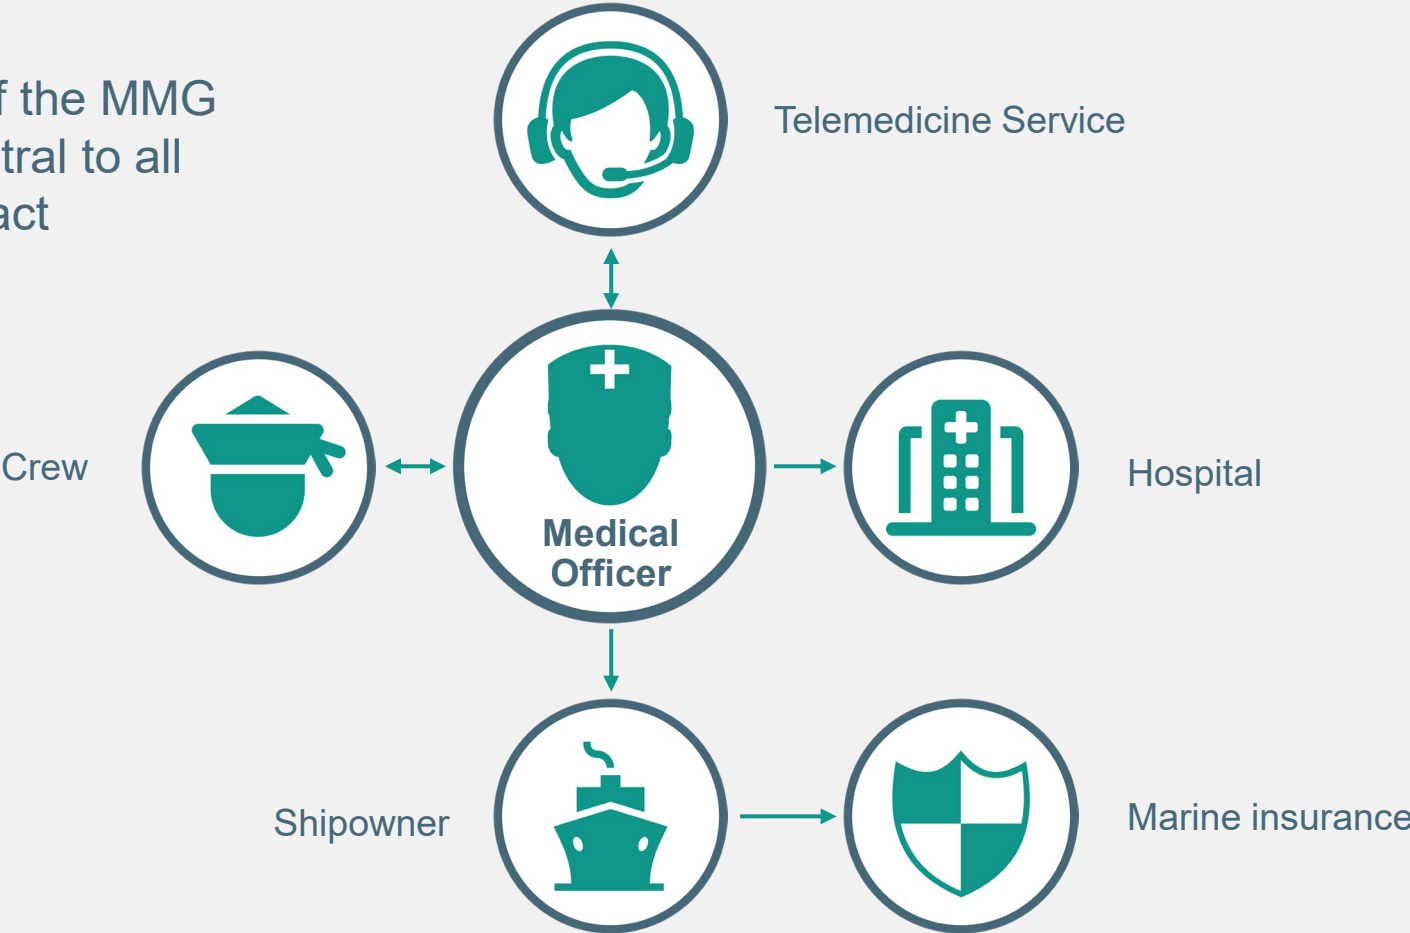 f the MMG
tral to all
act
Telemedicine Service
Crew
Medical
Officer
Hospital
Shipowner
Marine insurance